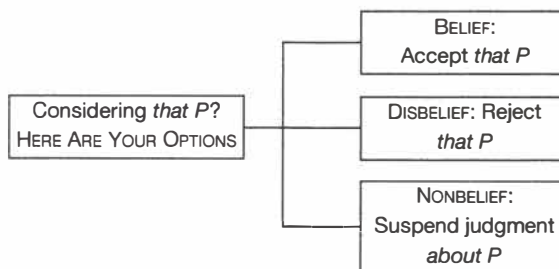 Considering that P?
HERE ARE YOUR OPTIONS
BELIEF:
Accept that P
DISBELIEF: Reject
that P
NONBELIEF:
Suspend judgment
about P